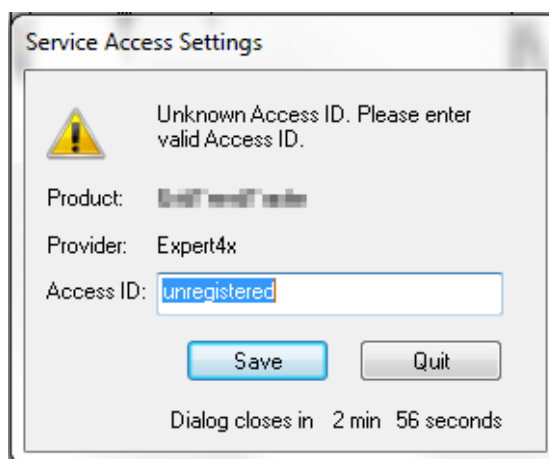 Service Access Settings
Unknown Access ID. Please enter
valid Access ID.
Product:
Provider: Expert4x
Access ID: unregistered
Save Quit
Dialog closes in 2 min 56 seconds